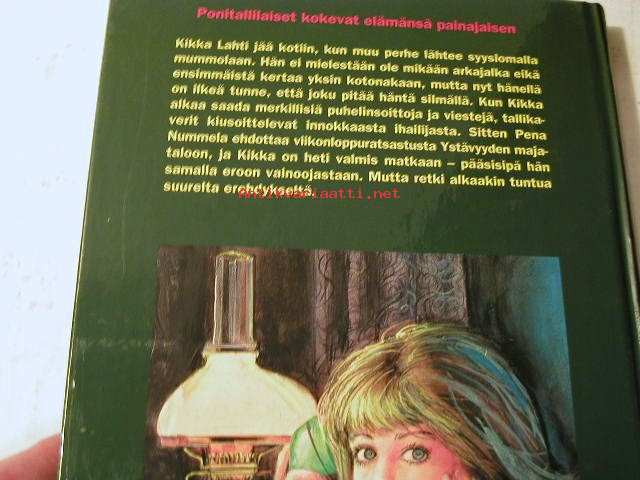 Ponitallilaiset kokevat elämänsä painajaisen
Kikka Lahti jää kotiin, kun muu perhe lähtee syyslomalla
mummolaan. Hän ei mielestään ole mikään arkajalka eikä
ensimmäistä kertaa yksin kotonakaan, mutta nyt hänellä
on ilkeä tunne, että joku pitää häntä silmällä. Kun Kikka
alkaa saada merkillisiä puhelinsoittoja ja viestejä, tallika-
verit kiusoittelevat innokkaasta ihailijasta. Sitten Pena
Nummela ehdottaa viikonloppuratsastusta Ystävyyden maja-
taloon, ja Kikka on heti valmis matkaan – pääsisipä hän
samalla eroon vainoojastaan. Mutta retki alkaakin tuntua
suurelta erehdykseltä.
Antikvariaatti.net